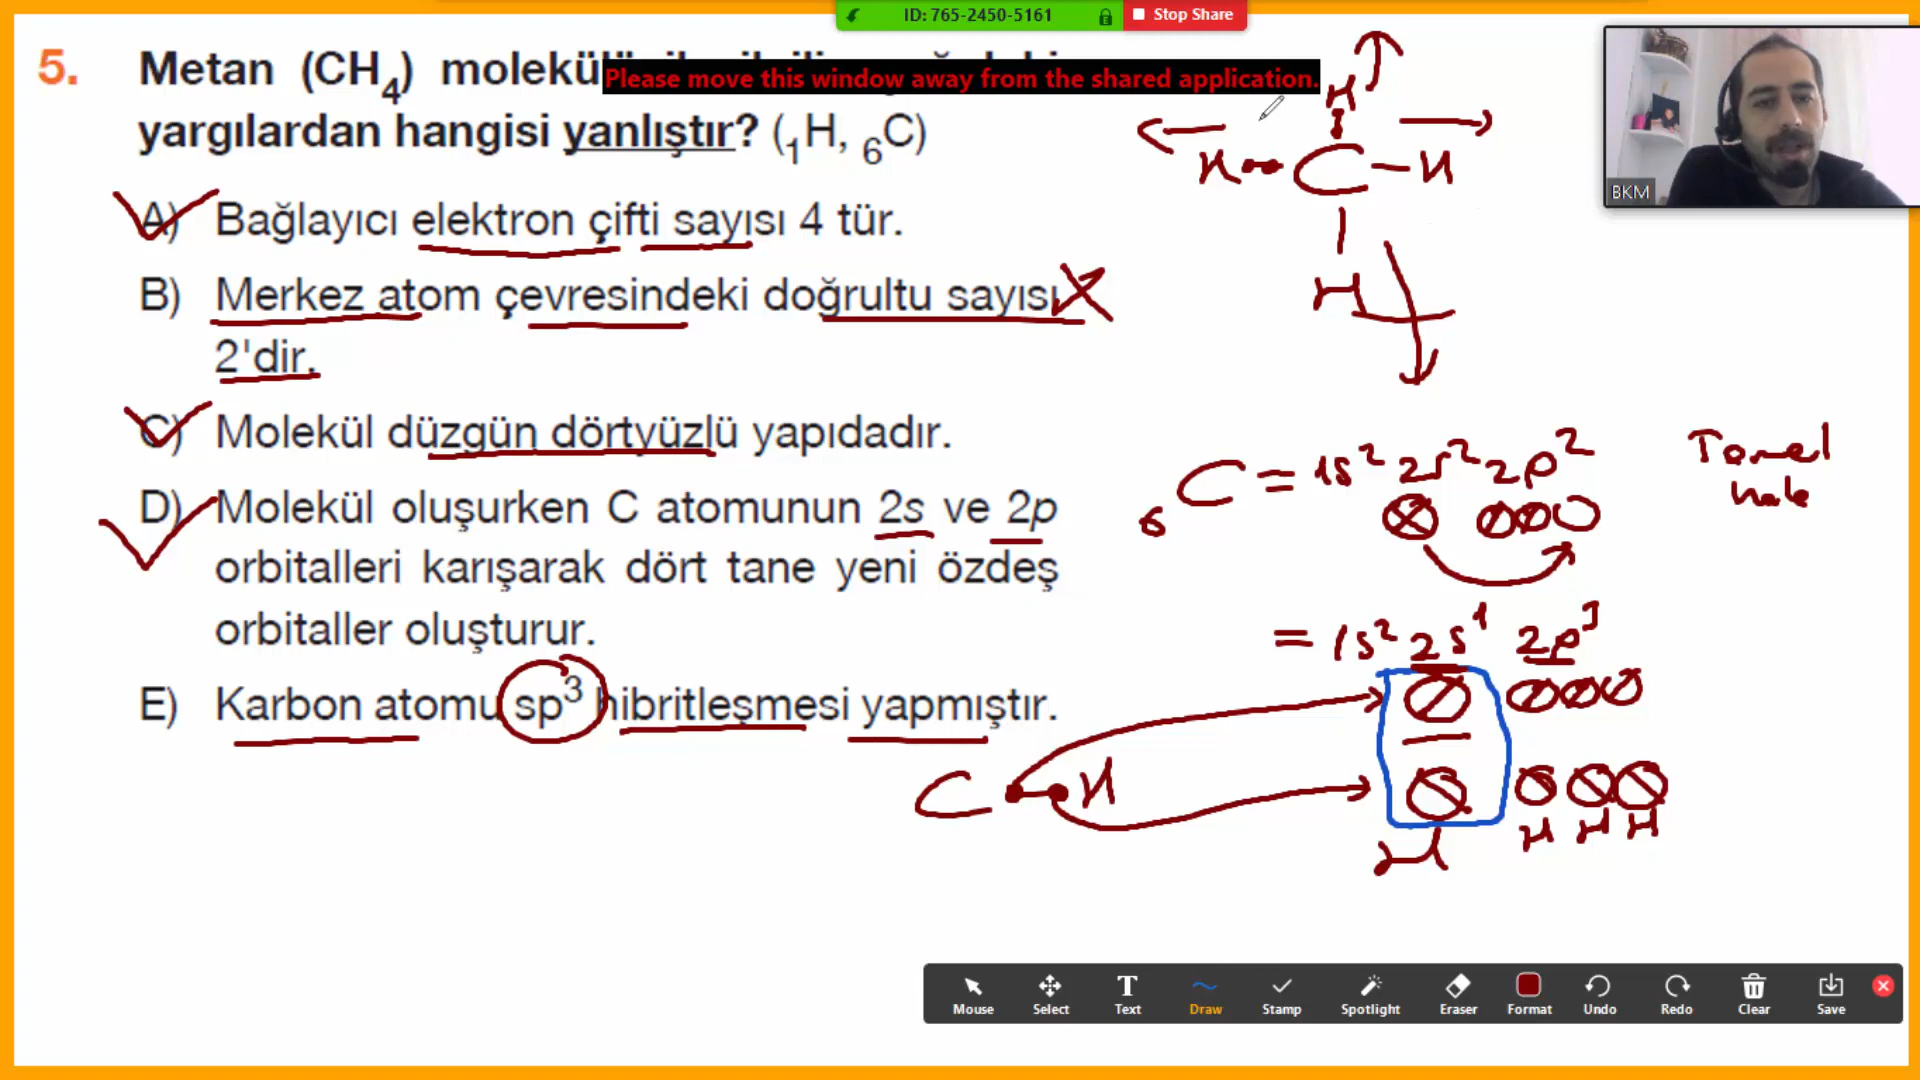 ID: 765-2450-5161
Stop Share
5.
Metan (CH4) molekülü
Please move this window away from the shared application.
yargılardan hangisi yanlıştır? (1H, 6C)
A) Bağlayıcı elektron çifti sayısı 4 tür.
B) Merkez atom çevresindeki doğrultu sayısı
2'dir.
C) Molekül düzgün dörtyüzlü yapıdadır.
D) Molekül oluşurken C atomunun 2s ve 2p
orbitalleri karışarak dört tane yeni özdeş
orbitaller oluşturur.
E) Karbon atomu sp³ hibritleşmesi yapmıştır.
H
H C H
H
6C = 1s² 2s² 2p²
Temel
hale
= 1s² 2s¹ 2p³
C H
H H H H
BKM
Mouse Select Text Draw Stamp Spotlight Eraser Format Undo Redo Clear Save